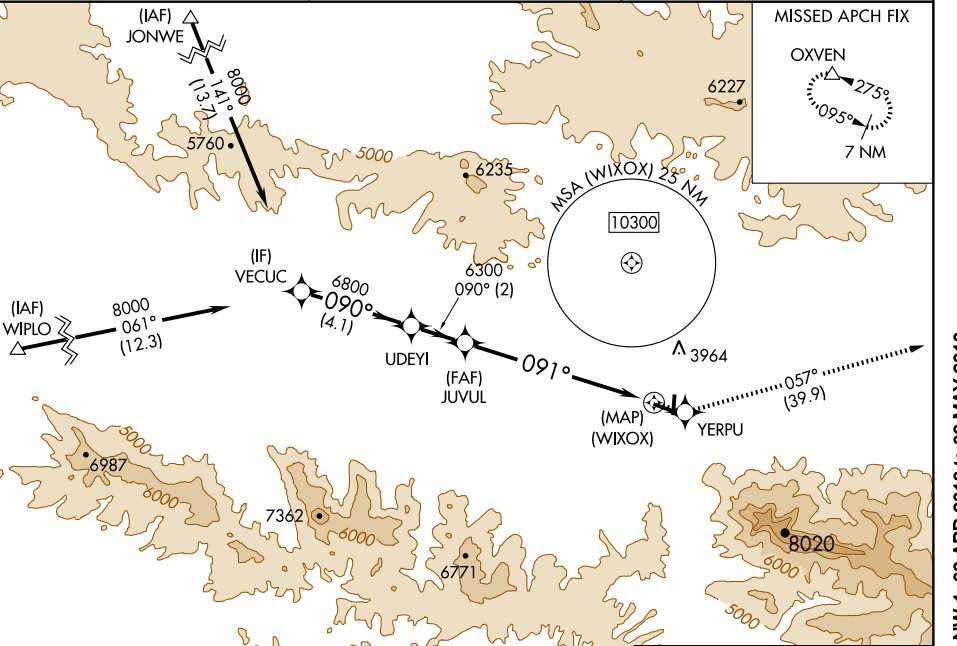 (IAF)
JONWE
8000
141°
(13.7)
5760
5000
6235
6227
MISSED APCH FIX
OXVEN
275°
095°
7 NM
MSA (WIXOX) 25 NM
10300
(IF)
VECUC
6800
090°
(4.1)
6300
090° (2)
(IAF)
WIPLO
8000
061°
(12.3)
UDEYI
(FAF)
JUVUL
091°
3964
(MAP)
(WIXOX)
YERPU
057°
(39.9)
5000
6987
6000
7362
6000
6771
8020
6000
5000